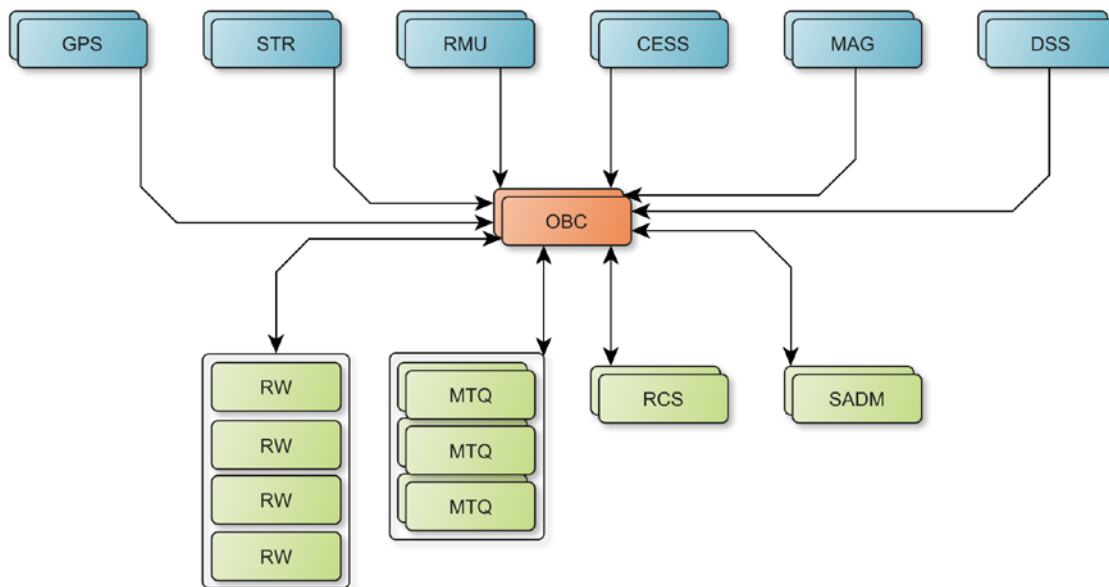 GPS
STR
RMU
CESS
MAG
DSS
OBC
RW
RW
RW
RW
MTQ
MTQ
MTQ
RCS
SADM